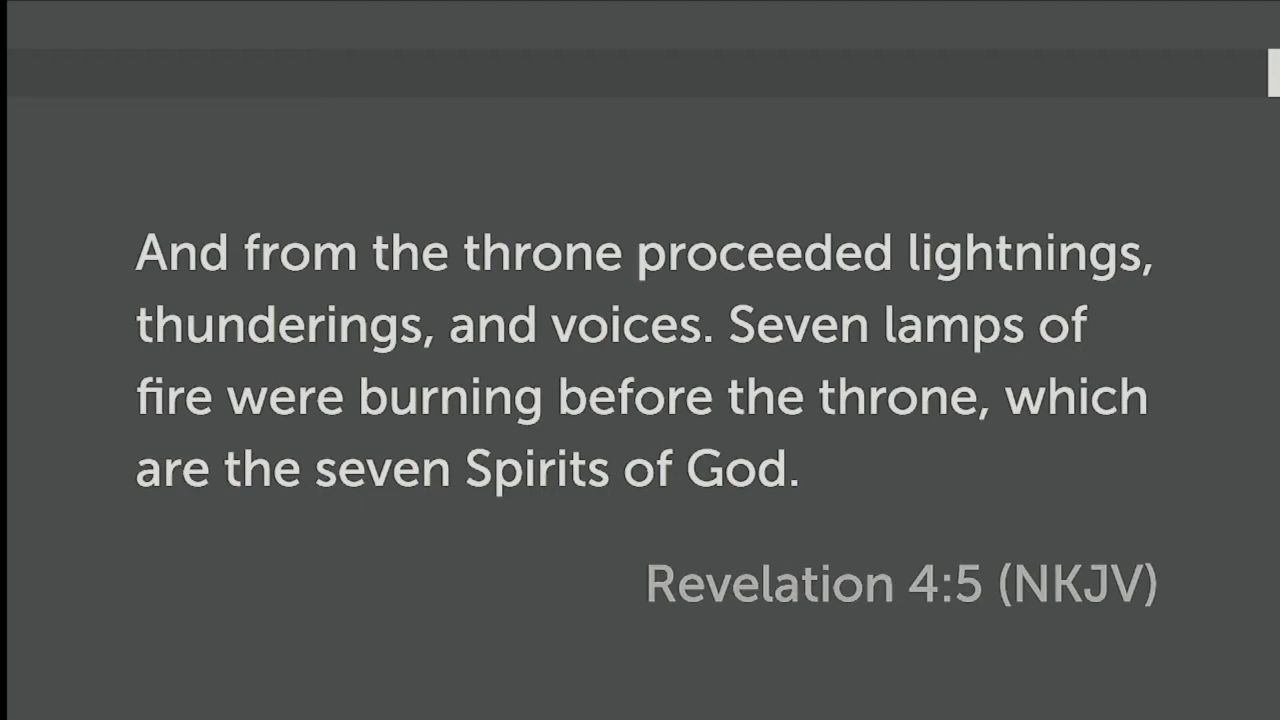 And from the throne proceeded lightnings,
thunderings, and voices. Seven lamps of
fire were burning before the throne, which
are the seven Spirits of God.
Revelation 4:5 (NKJV)